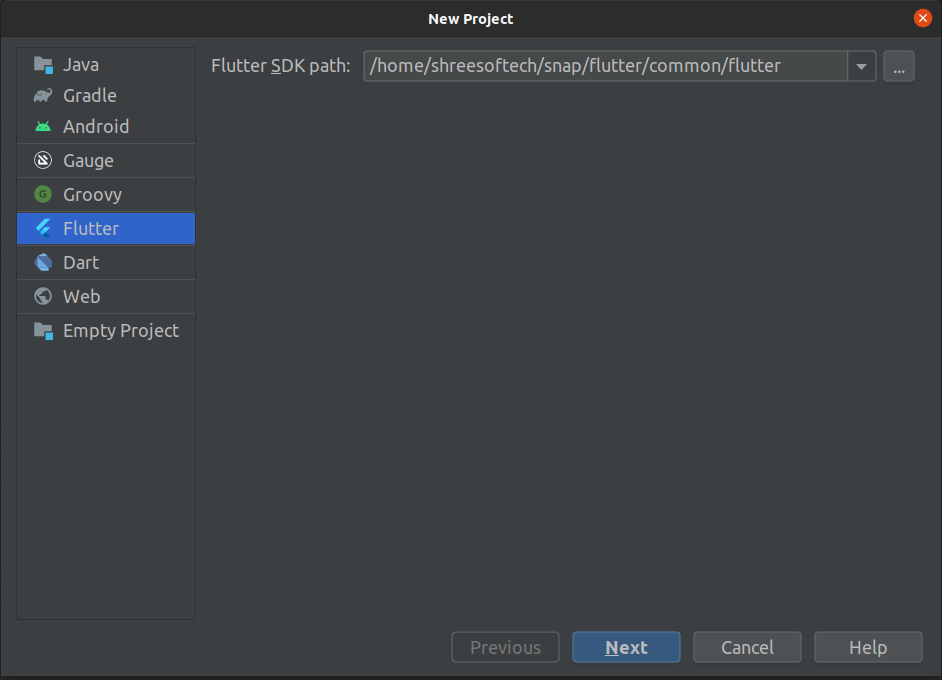 New Project
Java
Gradle
Android
Gauge
Groovy
Flutter
Dart
Web
Empty Project
Flutter SDK path: /home/shreesoftech/snap/flutter/common/flutter ...
Previous Next Cancel Help